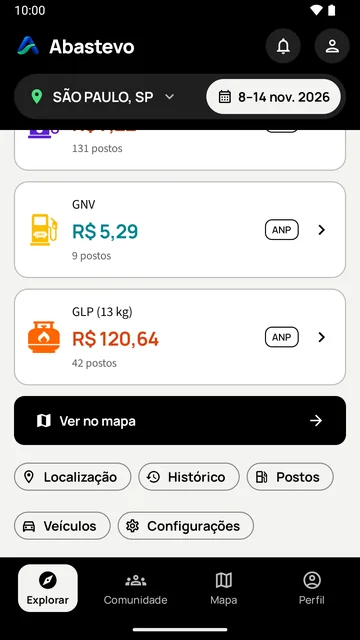 10:00
Abastevo
SÃO PAULO, SP
8–14 nov. 2026
131 postos
GNV
R$ 5,29
ANP
9 postos
GLP (13 kg)
R$ 120,64
ANP
42 postos
Ver no mapa
Localização
Histórico
Postos
Veículos
Configurações
Explorar
Comunidade
Mapa
Perfil